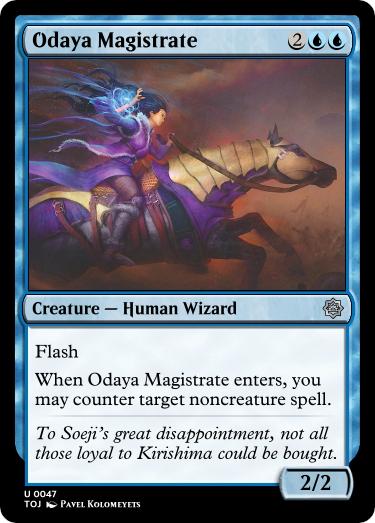 Odaya Magistrate 2
Creature — Human Wizard
Flash
When Odaya Magistrate enters, you
may counter target noncreature spell.
To Soeji's great disappointment, not all
those loyal to Kirishima could be bought.
2/2
U 0047
TOJ Pavel Kolomeyets